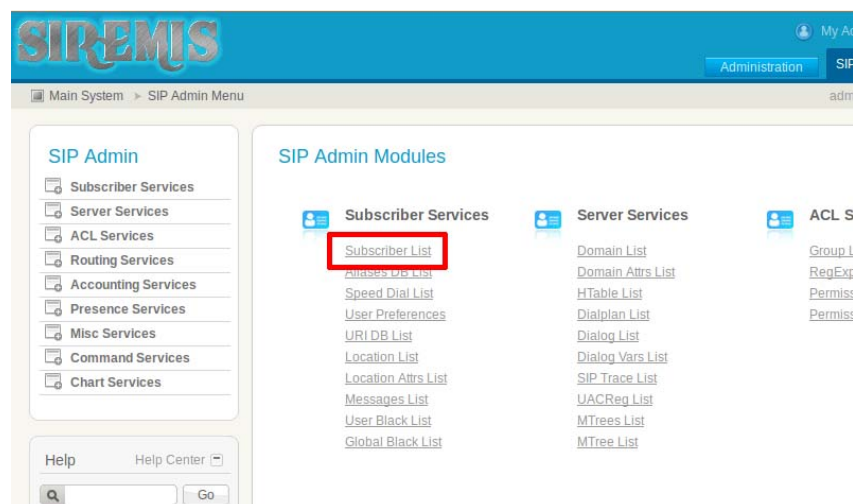 SIREMIS
My Ad
Administration
SIP
Main System ▸ SIP Admin Menu
adm
SIP Admin
Subscriber Services
Server Services
ACL Services
Routing Services
Accounting Services
Presence Services
Misc Services
Command Services
Chart Services
Help
Help Center
Go
SIP Admin Modules
Subscriber Services
Subscriber List
Aliases DB List
Speed Dial List
User Preferences
URI DB List
Location List
Location Attrs List
Messages List
User Black List
Global Black List
Server Services
Domain List
Domain Attrs List
HTable List
Dialplan List
Dialog List
Dialog Vars List
SIP Trace List
UACReg List
MTrees List
MTree List
ACL S
Group L
RegExp
Permiss
Permiss